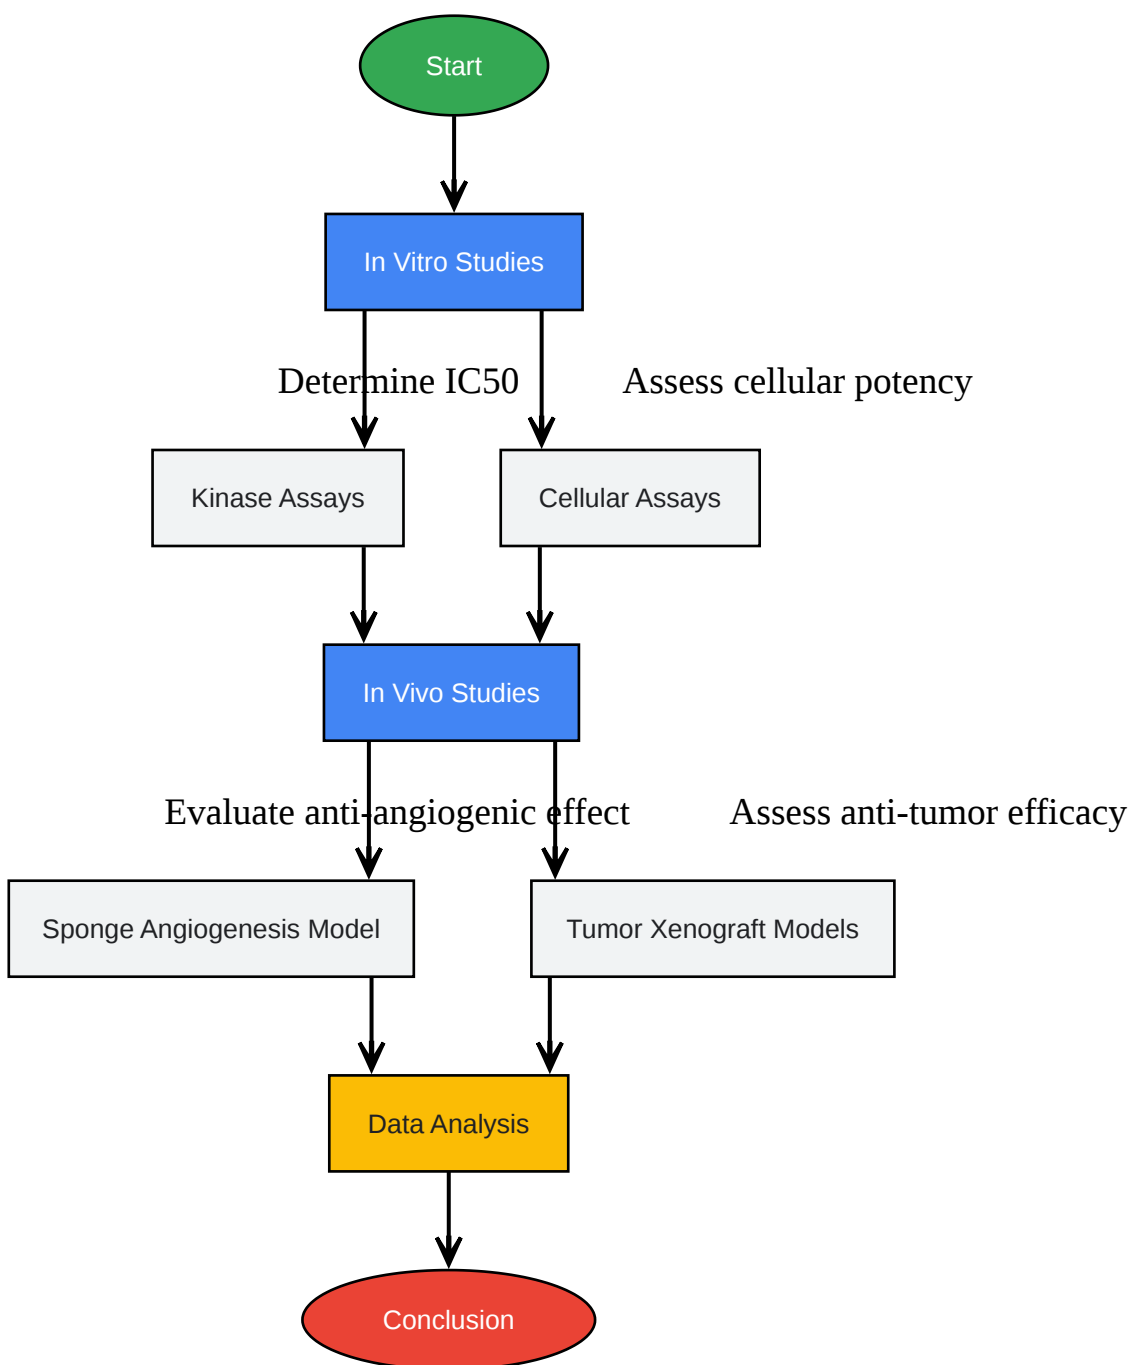 Start
In Vitro Studies
Determine IC50
Assess cellular potency
Kinase Assays
Cellular Assays
In Vivo Studies
Evaluate anti-angiogenic effect
Assess anti-tumor efficacy
Sponge Angiogenesis Model
Tumor Xenograft Models
Data Analysis
Conclusion